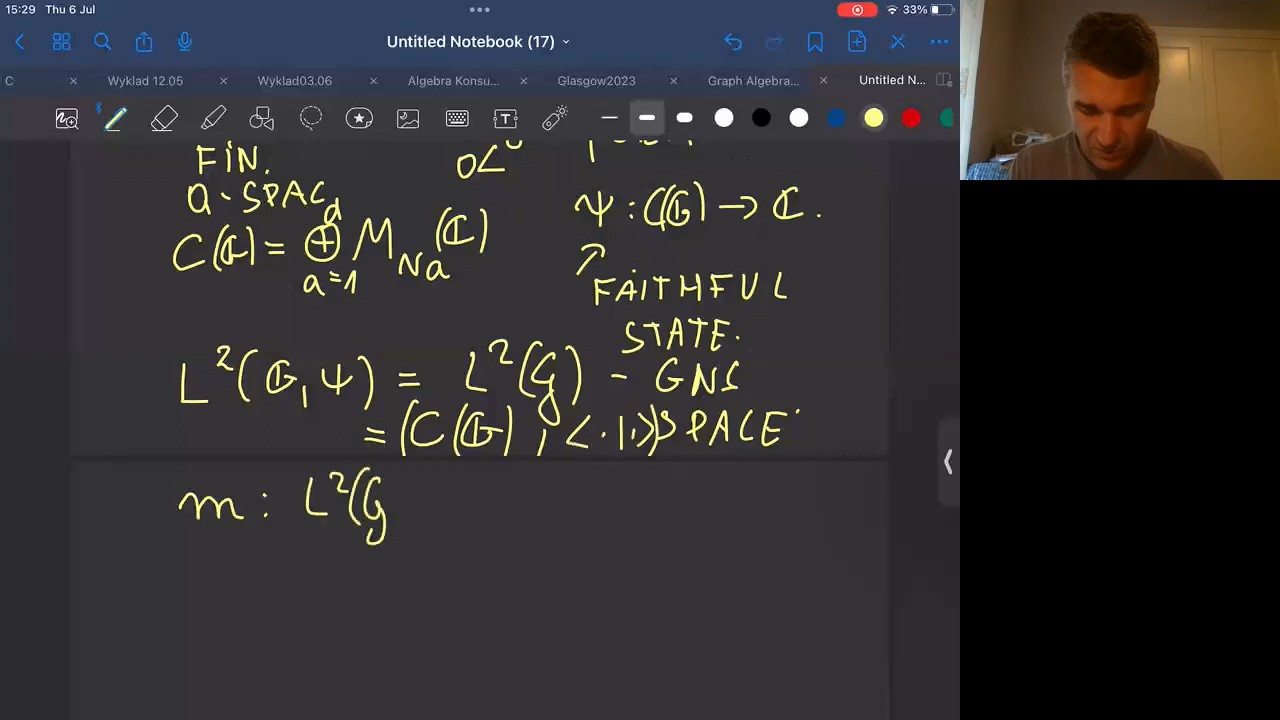 15:29 Thu 6 Jul
33%
Untitled Notebook (17)
C
Wyklad 12.05
Wyklad03.06
Algebra Konsu...
Glasgow2023
Graph Algebra...
Untitled N...
FIN.
Q-SPAC
C(𝔾) = ⊕_{a=1}^{d} M_{N_a}(ℂ)
ψ : C(𝔾) → ℂ.
FAITHFUL
STATE.
L²(𝔾, ψ) = L²(G) - GNS
= (C(𝔾), <·|·>) SPACE
m : L²(G